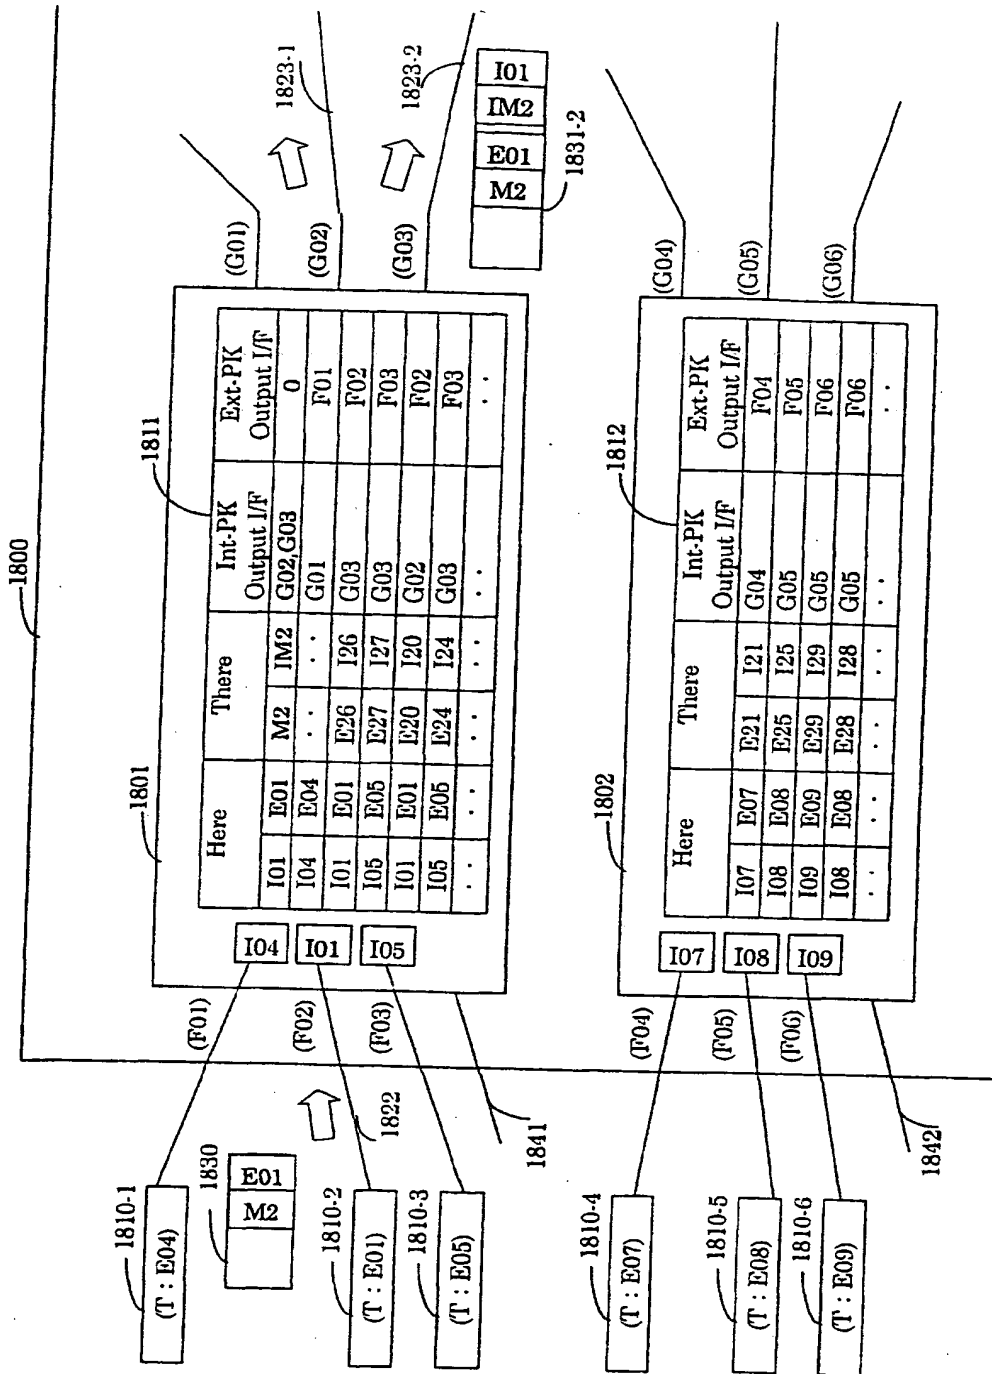 1800
1801
1811
Here
There
Int-PK Output I/F
Ext-PK Output I/F
I01 E01 M2 IM2 G02,G03 0
I04 E04 . . . . G01 F01
I01 E01 E26 I26 G03 F02
I05 E05 E27 I27 G03 F03
I01 E01 E20 I20 G02 F02
I05 E05 E24 I24 G03 F03
. . . . . . . . . . . .
I04
I01
I05
(F01)
(F02)
(F03)
(G01)
(G02)
(G03)
1823-1
1823-2
I01
IM2
E01
M2
1831-2
1810-1
(T : E04)
1830
E01
M2
1822
1810-2
(T : E01)
1810-3
(T : E05)
1841
1802
1812
Here
There
Int-PK Output I/F
Ext-PK Output I/F
I07 E07 E21 I21 G04 F04
I08 E08 E25 I25 G05 F05
I09 E09 E29 I29 G05 F06
I08 E08 E28 I28 G05 F06
. . . . . . . . . . . .
I07
I08
I09
(F04)
(F05)
(F06)
(G04)
(G05)
(G06)
1810-4
(T : E07)
1810-5
(T : E08)
1810-6
(T : E09)
1842